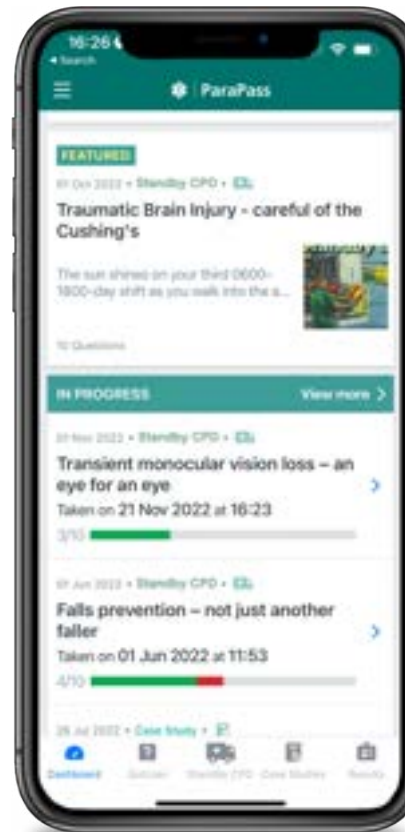 16:26
Search
ParaPass
FEATURED
01 Oct 2022 • Standby CPD •
Traumatic Brain Injury - careful of the
Cushing's
The sun shines on your third 0600-
1800-day shift as you walk into the a...
10 Questions
IN PROGRESS
View more
01 Nov 2022 • Standby CPD •
Transient monocular vision loss – an
eye for an eye
Taken on 21 Nov 2022 at 16:23
3/10
01 Jun 2022 • Standby CPD •
Falls prevention – not just another
faller
Taken on 01 Jun 2022 at 11:53
4/10
Jul 2022 • Case Study •
Dashboard
Standby CPD
Case Studies
Results